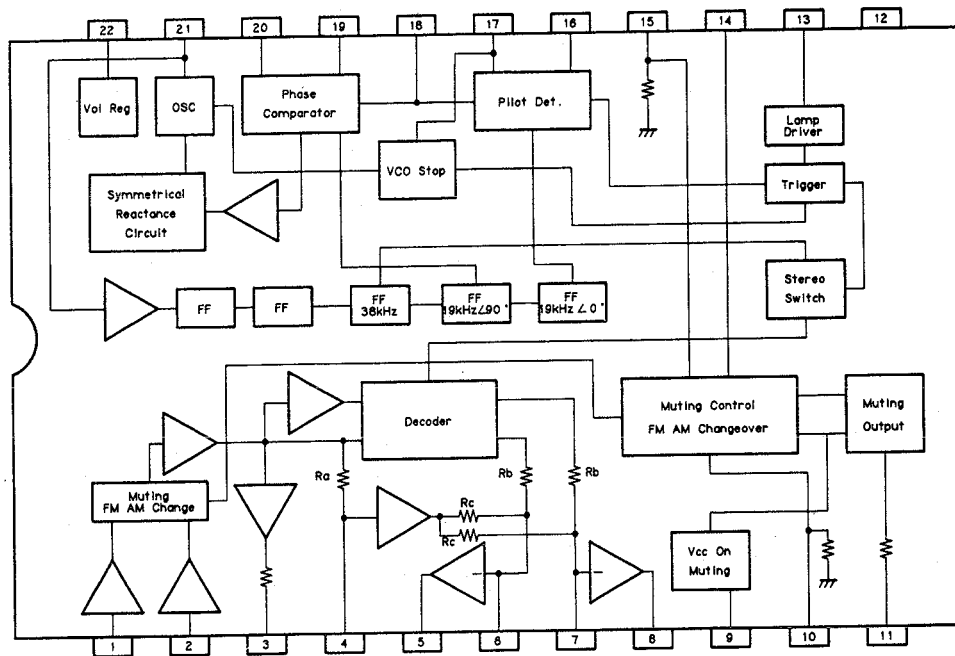 22 21 20 19 18 17 16 15 14 13 12
Vol Reg
OSC
Phase
Comparator
Pilot Det.
Lamp
Driver
VCO Stop
Trigger
Symmetrical
Reactance
Circuit
Stereo
Switch
FF
FF
FF
38kHz
FF
19kHz∠90°
FF
19kHz∠0°
Decoder
Muting Control
FM AM Changeover
Muting
Output
Muting
FM AM Change
Ra
Rb
Rb
Rc
Rc
Vcc On
Muting
1 2 3 4 5 6 7 8 9 10 11